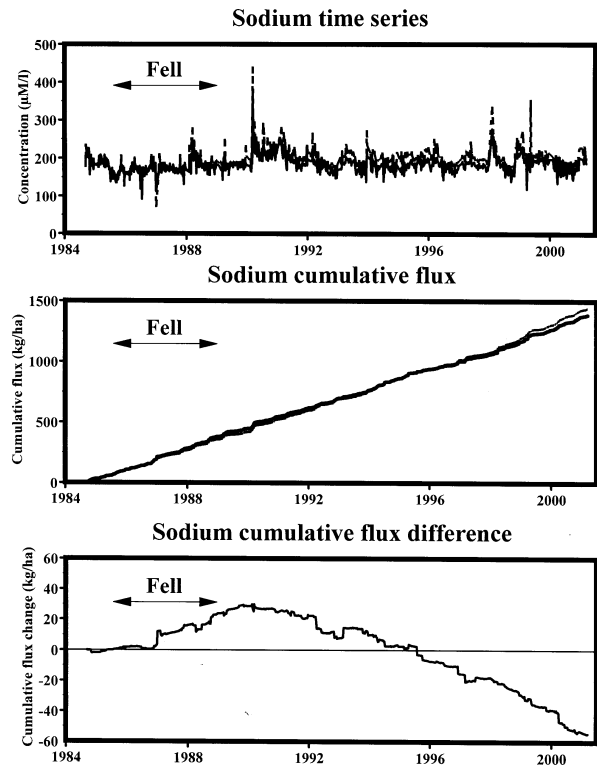 Sodium time series
500
400
300
200
100
0
Concentration (µM/l)
Fell
1984 1988 1992 1996 2000
Sodium cumulative flux
1500
1000
500
0
Cumulative flux (kg/ha)
Fell
1984 1988 1992 1996 2000
Sodium cumulative flux difference
60
40
20
0
-20
-40
-60
Cumulative flux change (kg/ha)
Fell
1984 1988 1992 1996 2000